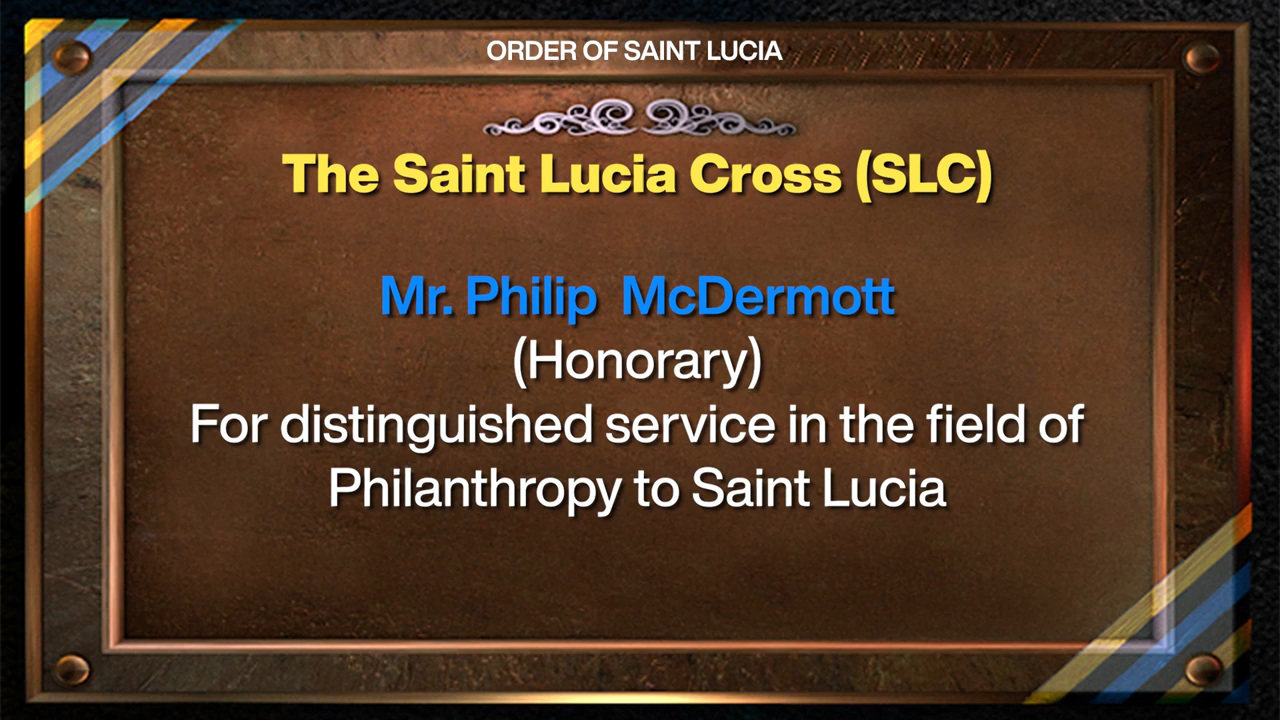 ORDER OF SAINT LUCIA
The Saint Lucia Cross (SLC)
Mr. Philip  McDermott
(Honorary)
For distinguished service in the field of
Philanthropy to Saint Lucia